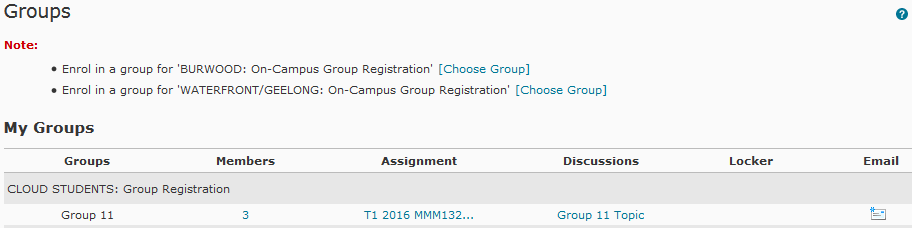 Groups
Note:
Enrol in a group for 'BURWOOD: On-Campus Group Registration' [Choose Group]
Enrol in a group for 'WATERFRONT/GEELONG: On-Campus Group Registration' [Choose Group]
My Groups
Groups Members Assignment Discussions Locker Email
CLOUD STUDENTS: Group Registration
Group 11 3 T1 2016 MMM132... Group 11 Topic